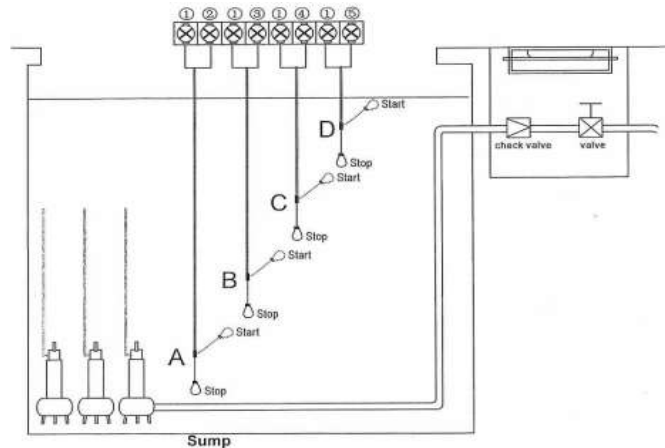 ① ② ① ③ ① ④ ① ⑤
D Start
Stop
C Start
Stop
B Start
Stop
A Start
Stop
chack valve
valve
Sump